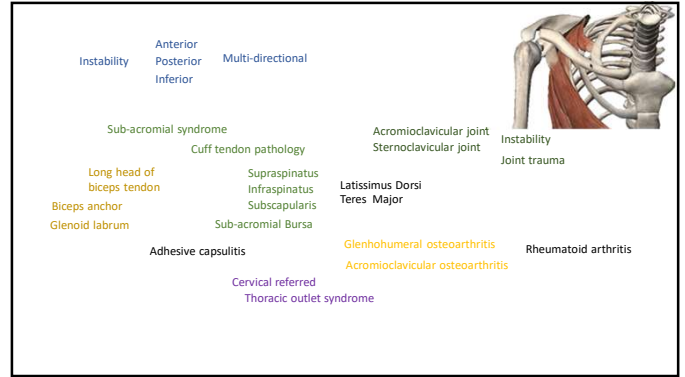 Anterior
Instability
Posterior
Multi-directional
Inferior
Sub-acromial syndrome
Cuff tendon pathology
Acromioclavicular joint
Sternoclavicular joint
Instability
Joint trauma
Long head of
biceps tendon
Biceps anchor
Glenoid labrum
Supraspinatus
Infraspinatus
Subscapularis
Sub-acromial Bursa
Latissimus Dorsi
Teres Major
Adhesive capsulitis
Glenhohumeral osteoarthritis
Acromioclavicular osteoarthritis
Rheumatoid arthritis
Cervical referred
Thoracic outlet syndrome